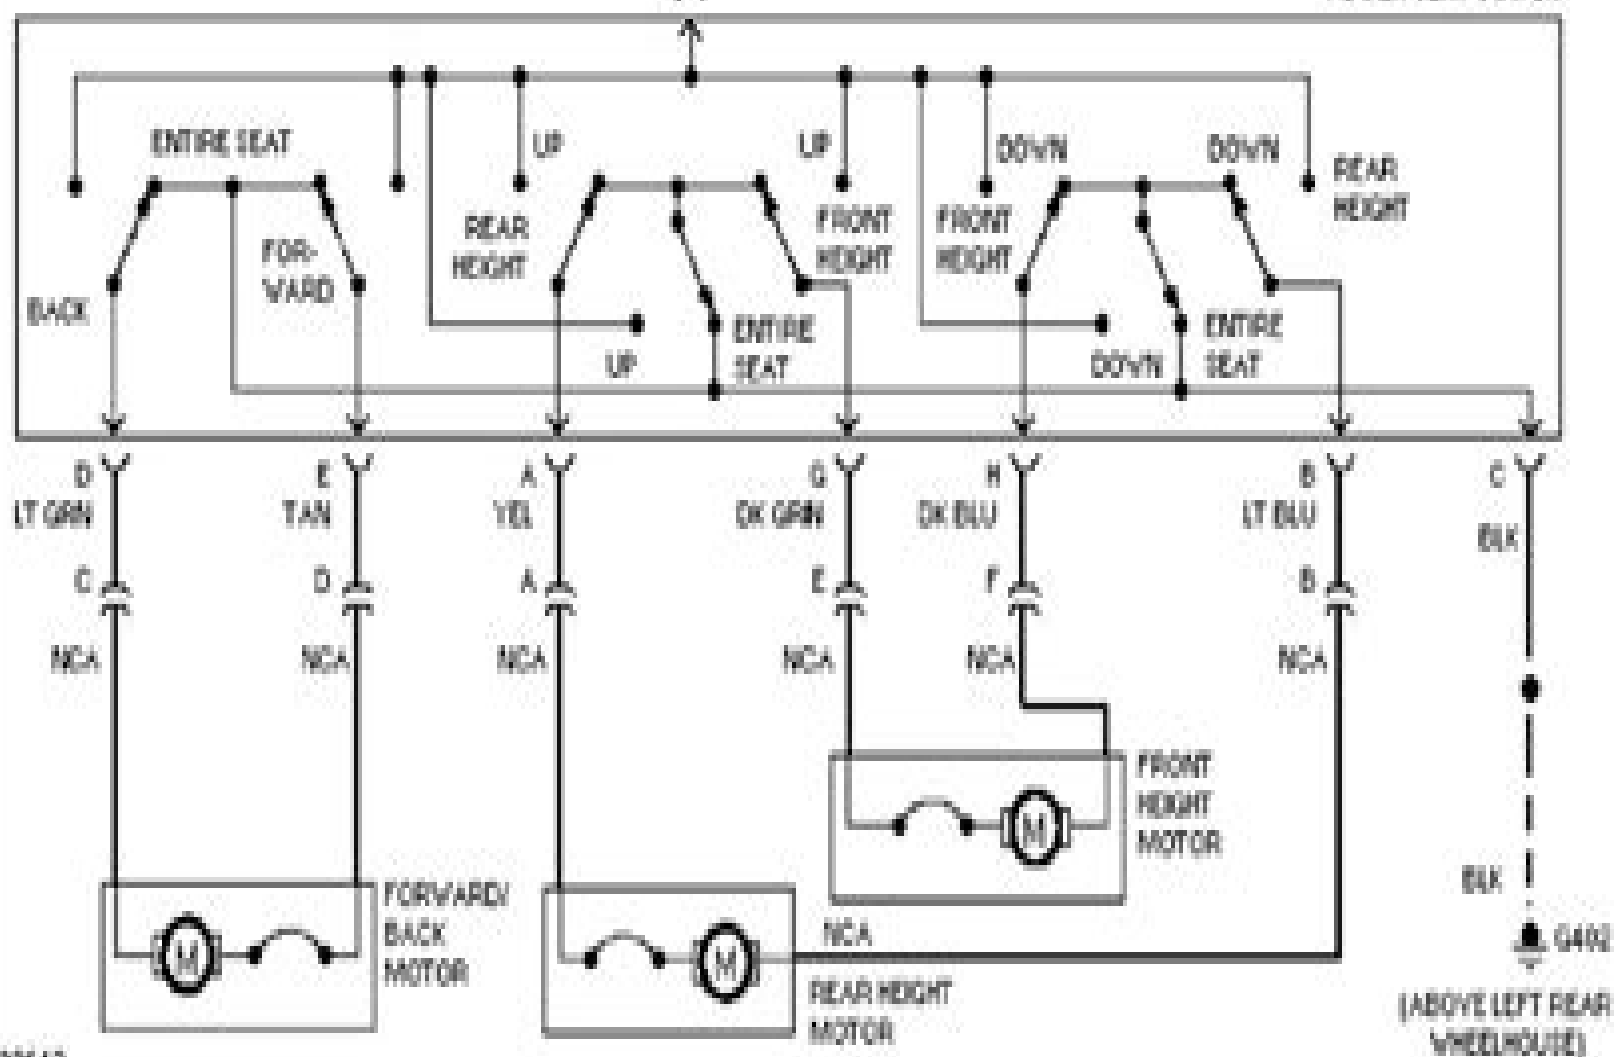 ENTIRE SEAT
UP
UP
DOWN
DOWN
REAR
HEIGHT
REAR
HEIGHT
FRONT
HEIGHT
FRONT
HEIGHT
FOR-
WARD
BACK
UP
ENTIRE
SEAT
DOWN
ENTIRE
SEAT
D E A G H B C
LT GRN TAN YEL DK GRN DK BLU LT BLU
BLK
C D A E F B
NCA NCA NCA NCA NCA NCA
FRONT
HEIGHT
MOTOR
M
BLK
FORWARD/
BACK
MOTOR
M
M
NCA
G402
REAR HEIGHT
MOTOR
(ABOVE LEFT REAR
WHEELHOUSE)